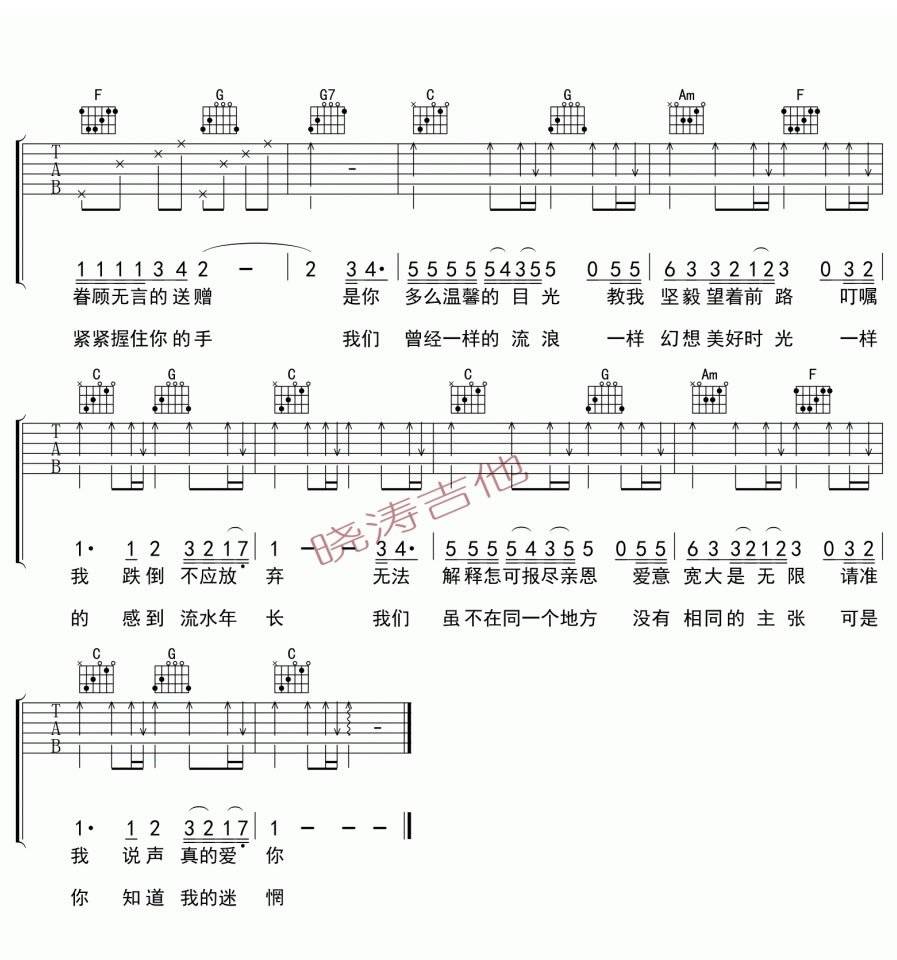 F G G7 C G Am F
T A B
1 1 1 1 3 4 2 – | 2 3 4· | 5 5 5 5 5 4 3 5 5 0 5 5 | 6 3 3 2 1 2 3 0 3 2
眷顾无言的送赠 是你 多么温馨的目光 教我 坚毅望着前路 叮嘱
紧紧握住你的手 我们 曾经一样的流浪 一样 幻想美好时光 一样
C G C C G Am F
T A B
1· 1 2 3 2 1 7 | 1 – – 3 4· | 5 5 5 5 5 4 3 5 5 0 5 5 | 6 3 3 2 1 2 3 0 3 2
我 跌倒 不应放 弃 无法 解释怎可报尽亲恩 爱意 宽大是无限 请准
的 感到 流水年 长 我们 虽不在同一个地方 没有 相同的主张 可是
晓涛吉他
C G C
T A B
1· 1 2 3 2 1 7 | 1 – – –
我 说声 真的爱 你
你 知道 我的迷 惘